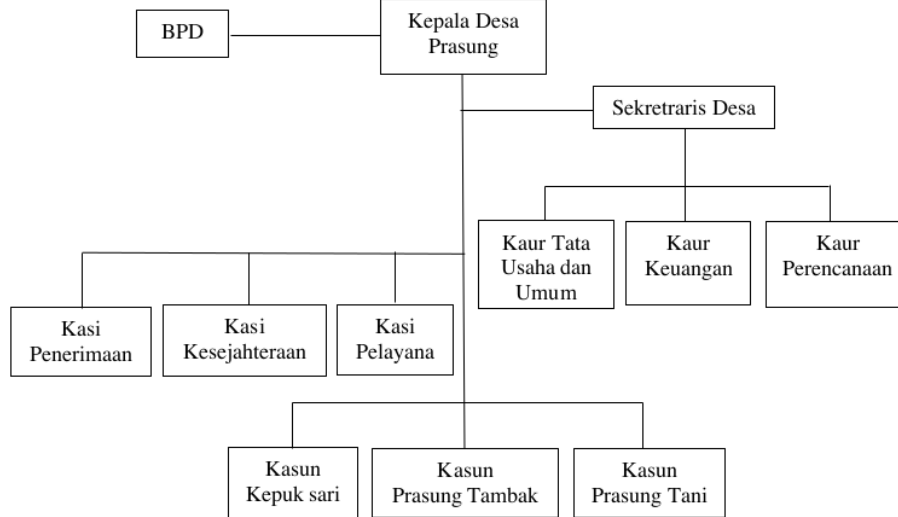 BPD
Kepala Desa
Prasung
Sekretraris Desa
Kaur Tata
Usaha dan
Umum
Kaur
Keuangan
Kaur
Perencanaan
Kasi
Penerimaan
Kasi
Kesejahteraan
Kasi
Pelayana
Kasun
Kepuk sari
Kasun
Prasung Tambak
Kasun
Prasung Tani